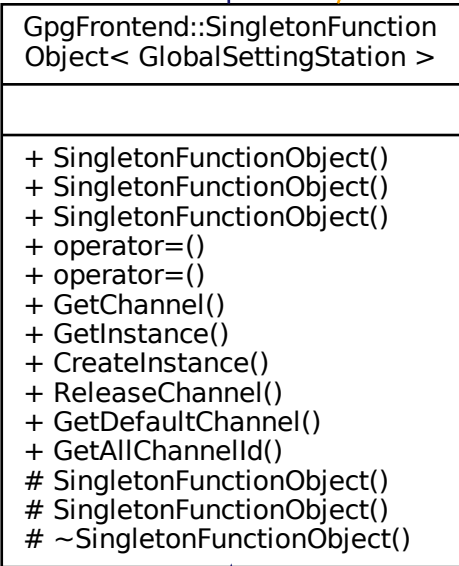 GpgFrontend::SingletonFunction
Object< GlobalSettingStation >
+ SingletonFunctionObject()
+ SingletonFunctionObject()
+ SingletonFunctionObject()
+ operator=()
+ operator=()
+ GetChannel()
+ GetInstance()
+ CreateInstance()
+ ReleaseChannel()
+ GetDefaultChannel()
+ GetAllChannelId()
# SingletonFunctionObject()
# SingletonFunctionObject()
# ~SingletonFunctionObject()